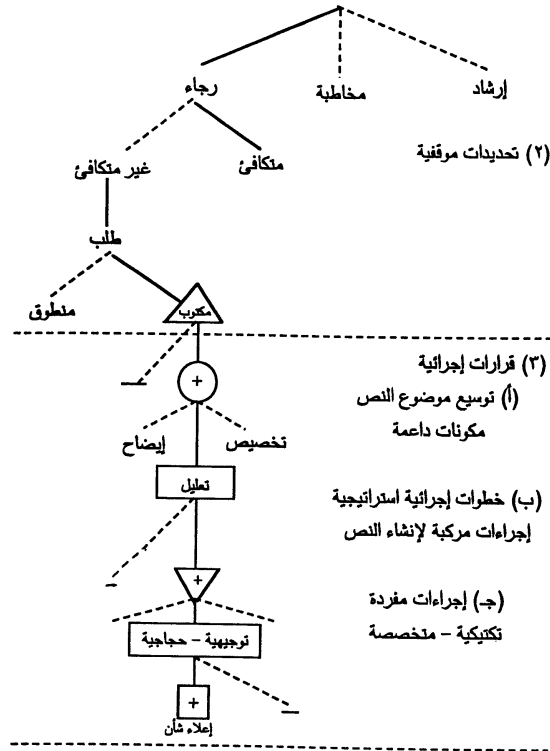 إرشاد
مخاطبة
رجاء
(٢) تحديدات موقفية
متكافئ
غير متكافئ
طلب
مكتوب
منطوق
(٣) قرارات إجرائية
(أ) توسيع موضوع النص
مكونات داعمة
+
تخصيص
إيضاح
تعليل
(ب) خطوات إجرائية استراتيجية
إجراءات مركبة لإنشاء النص
+
(جـ) إجراءات مفردة
تكتيكية – متخصصة
توجيهية – حجاجية
+
إعلاء شأن